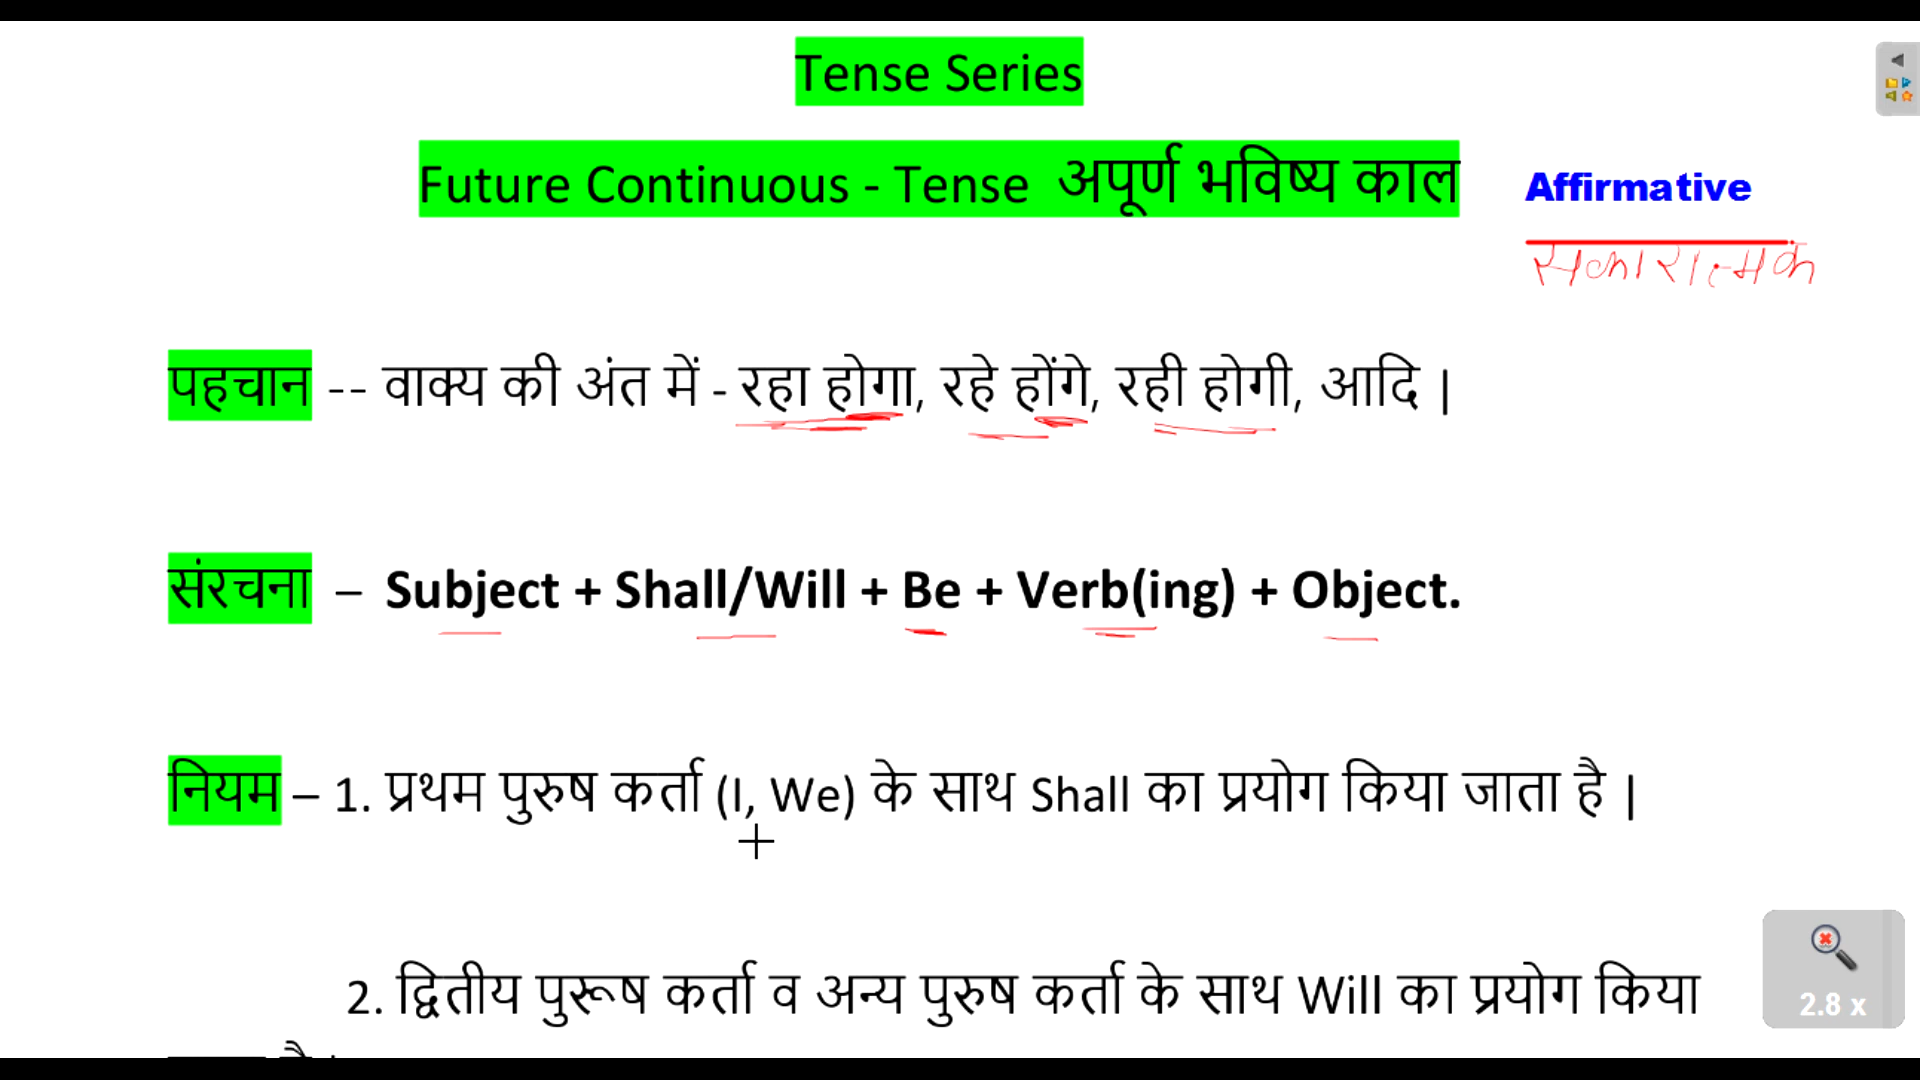 Tense Series
Future Continuous - Tense अपूर्ण भविष्य काल
Affirmative
सकारात्मक
पहचान -- वाक्य की अंत में - रहा होगा, रहे होंगे, रही होगी, आदि |
संरचना – Subject + Shall/Will + Be + Verb(ing) + Object.
नियम – 1. प्रथम पुरुष कर्ता (I, We) के साथ Shall का प्रयोग किया जाता है |
2. द्वितीय पुरूष कर्ता व अन्य पुरुष कर्ता के साथ Will का प्रयोग किया
2.8 x